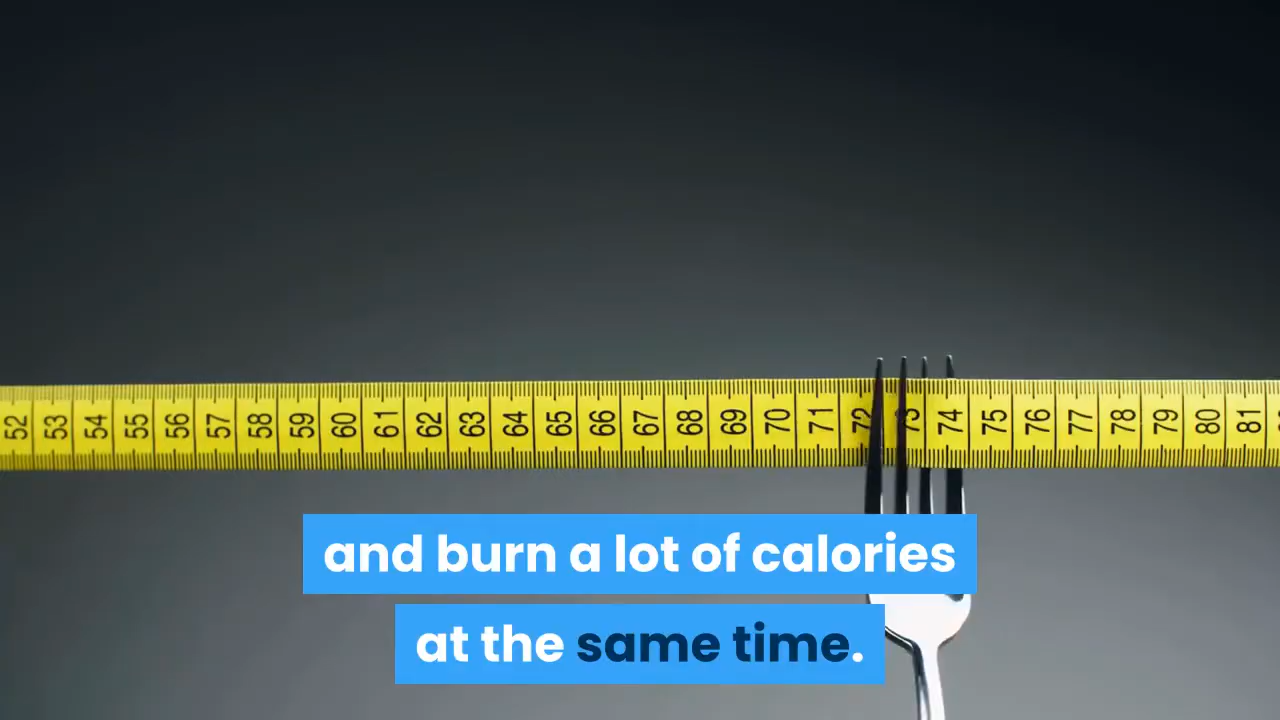 52 53 54 55 56 57 58 59 60 61 62 63 64 65 66 67 68 69 70 71 72 73 74 75 76 77 78 79 80 81
and burn a lot of calories
at the same time.